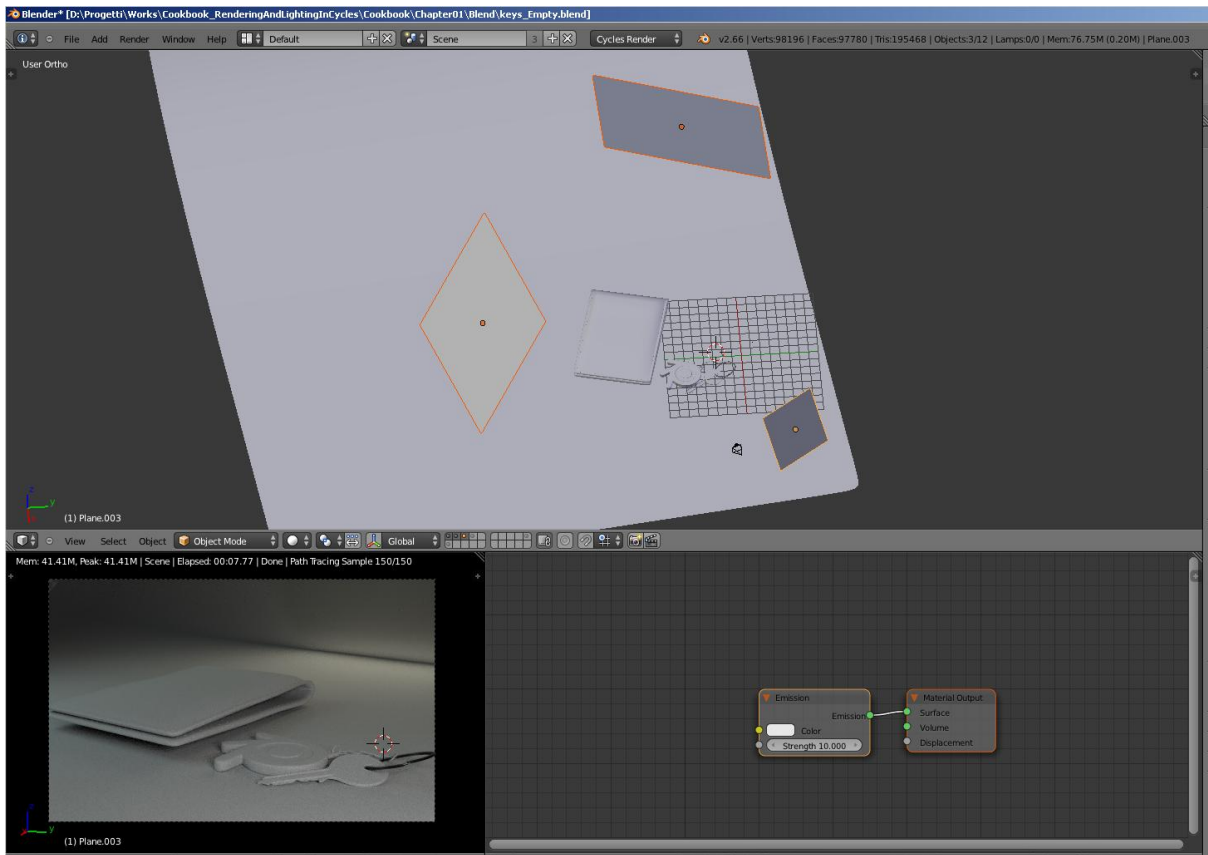 Blender* [D:\Progetti\Works\Cookbook_RenderingAndLightingInCycles\Cookbook\Chapter01\Blend\keys_Empty.blend]
File Add Render Window Help Default Scene 3 Cycles Render v2.66 | Verts:98196 | Faces:97780 | Tris:195468 | Objects:3/12 | Lamps:0/0 | Mem:76.75M (0.20M) | Plane.003
User Ortho
z
y
(1) Plane.003
View Select Object Object Mode Global
Mem: 41.41M, Peak: 41.41M | Scene | Elapsed: 00:07.77 | Done | Path Tracing Sample 150/150
Emission
Emission
Color
Strength 10.000
Material Output
Surface
Volume
Displacement
z
y
(1) Plane.003